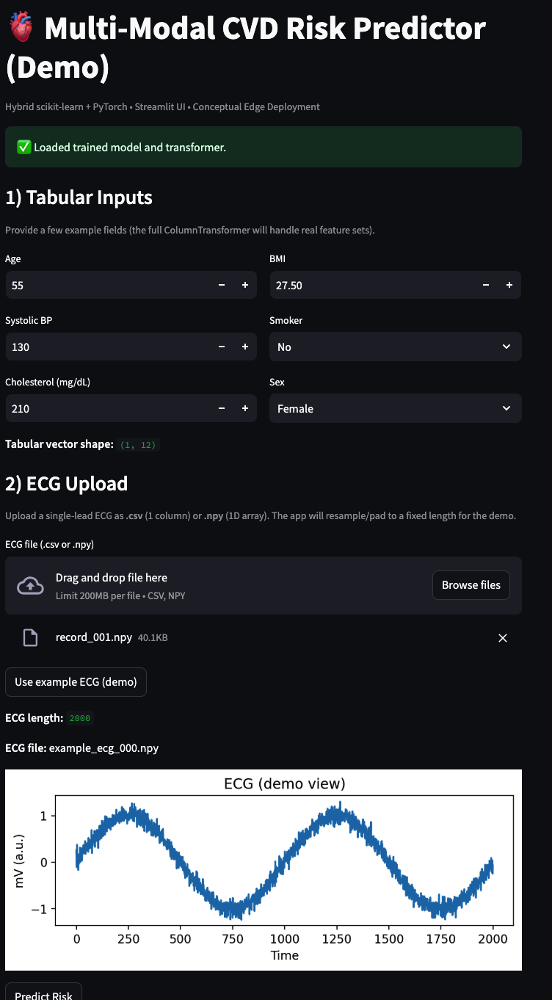 🫀 Multi-Modal CVD Risk Predictor
(Demo)
Hybrid scikit-learn + PyTorch • Streamlit UI • Conceptual Edge Deployment
✅ Loaded trained model and transformer.
1) Tabular Inputs
Provide a few example fields (the full ColumnTransformer will handle real feature sets).
Age
BMI
55 − +
27.50 − +
Systolic BP
Smoker
130 − +
No
Cholesterol (mg/dL)
Sex
210 − +
Female
Tabular vector shape: (1, 12)
2) ECG Upload
Upload a single-lead ECG as .csv (1 column) or .npy (1D array). The app will resample/pad to a fixed length for the demo.
ECG file (.csv or .npy)
Drag and drop file here
Limit 200MB per file • CSV, NPY
Browse files
record_001.npy 40.1KB
Use example ECG (demo)
ECG length: 2000
ECG file: example_ecg_000.npy
ECG (demo view)
mV (a.u.)
1
0
−1
0 250 500 750 1000 1250 1500 1750 2000
Time
Predict Risk